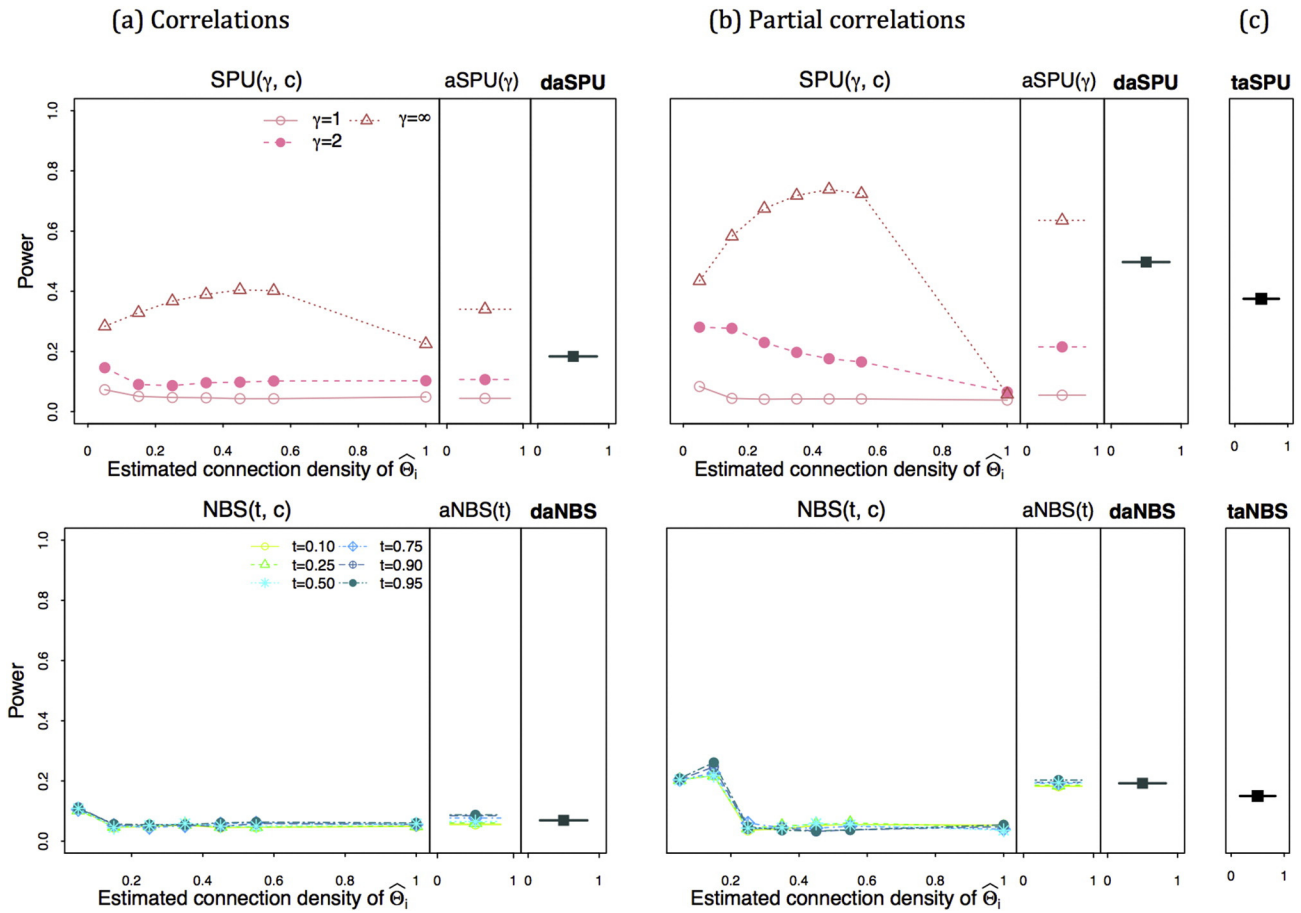 (a) Correlations
(b) Partial correlations
(c)
SPU(γ, c)
aSPU(γ)
daSPU
SPU(γ, c)
aSPU(γ)
daSPU
taSPU
γ=1
γ=∞
γ=2
Power
0.0
0.2
0.4
0.6
0.8
1.0
0 0.2 0.4 0.6 0.8 1
0 1
0 1
0 0.2 0.4 0.6 0.8 1
0 1
0 1
0 1
Estimated connection density of Θ̂i
Estimated connection density of Θ̂i
NBS(t, c)
aNBS(t)
daNBS
NBS(t, c)
aNBS(t)
daNBS
taNBS
t=0.10
t=0.75
t=0.25
t=0.90
t=0.50
t=0.95
Power
0.0
0.2
0.4
0.6
0.8
1.0
0.2 0.4 0.6 0.8 1
0 1
0 1
0 0.2 0.4 0.6 0.8 1
0 1
0 1
0 1
Estimated connection density of Θ̂i
Estimated connection density of Θ̂i